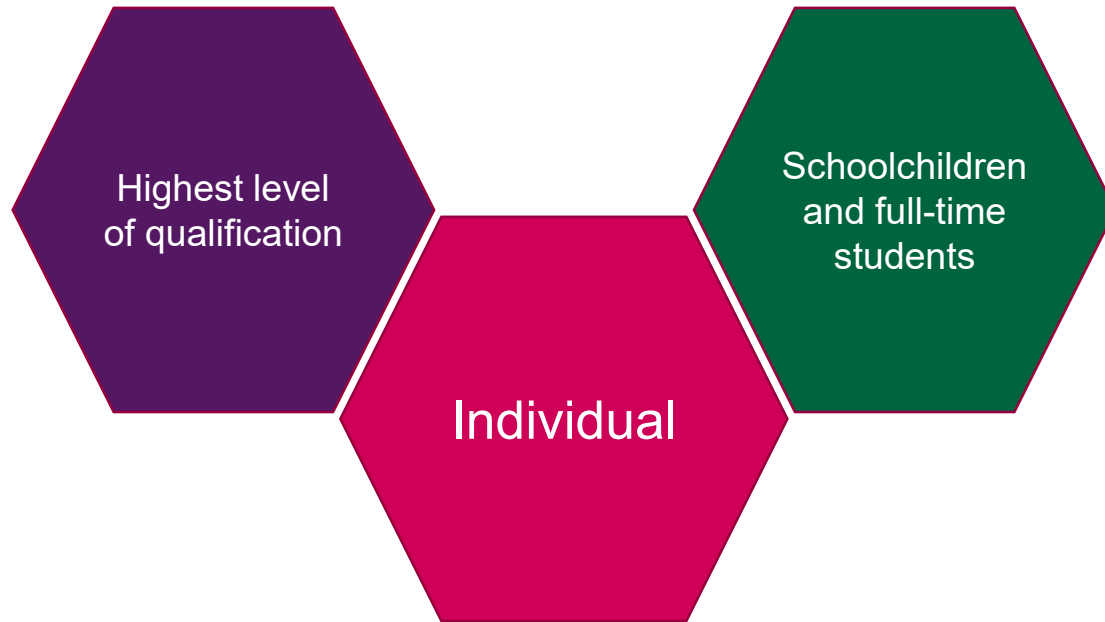 Highest level
of qualification
Schoolchildren
and full-time
students
Individual